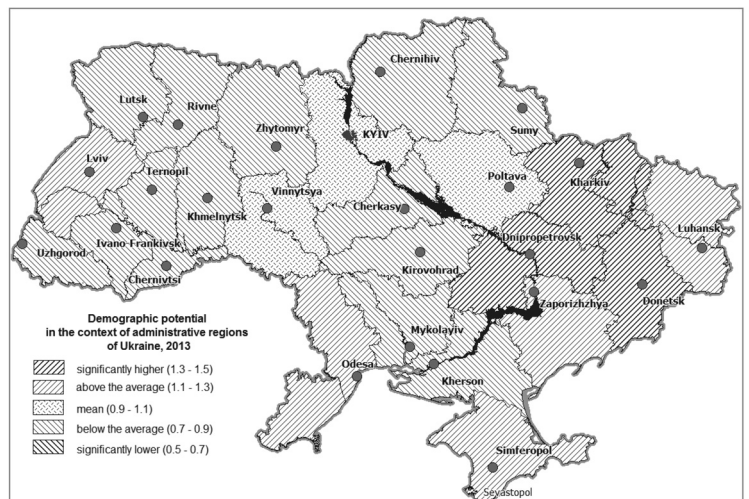 Chernihiv
Lutsk
Rivne
KYIV
Sumy
Zhytomyr
Lviv
Ternopil
Poltava
Kharkiv
Vinnytsya
Khmelnytsk
Cherkasy
Luhansk
Ivano-Frankivsk
Dnipropetrovsk
Uzhgorod
Kirovohrad
Chernivtsi
Zaporizhzhya
Donetsk
Mykolayiv
Odesa
Kherson
Simferopol
Sevastopol
Demographic potential
in the context of administrative regions
of Ukraine, 2013
significantly higher (1.3 - 1.5)
above the average (1.1 - 1.3)
mean (0.9 - 1.1)
below the average (0.7 - 0.9)
significantly lower (0.5 - 0.7)